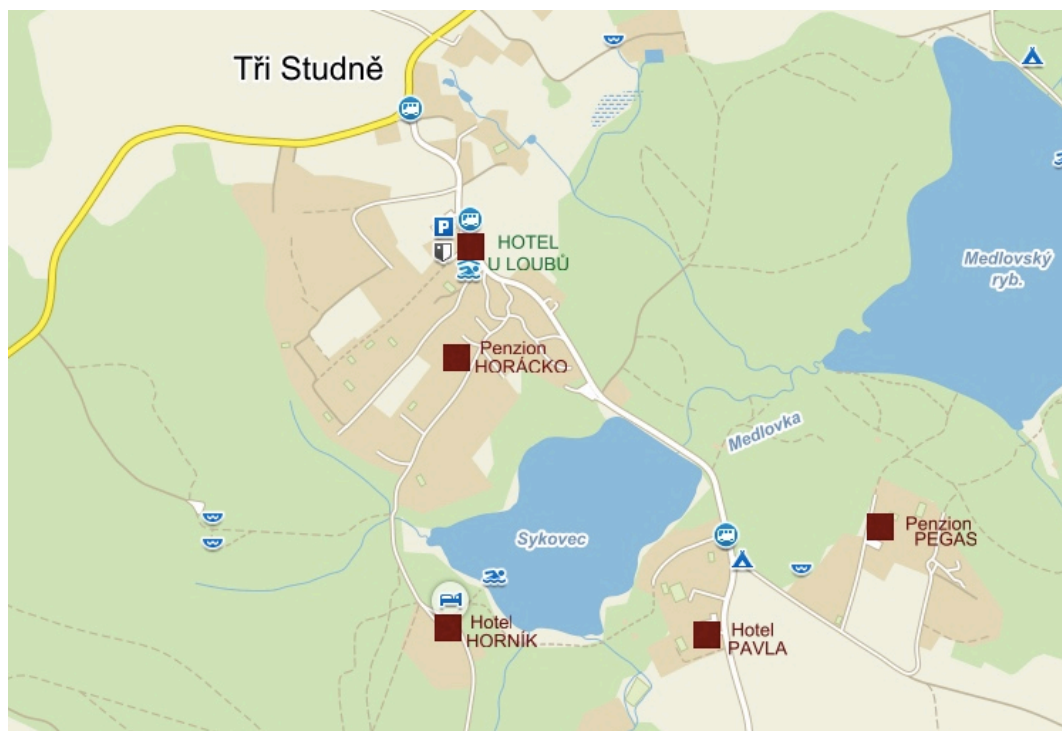 Tři Studně
P
HOTEL
U LOUBŮ
Medlovský
ryb.
Penzion
HORÁCKO
Medlovka
Sykovec
Penzion
PEGAS
Hotel
HORNÍK
Hotel
PAVLA